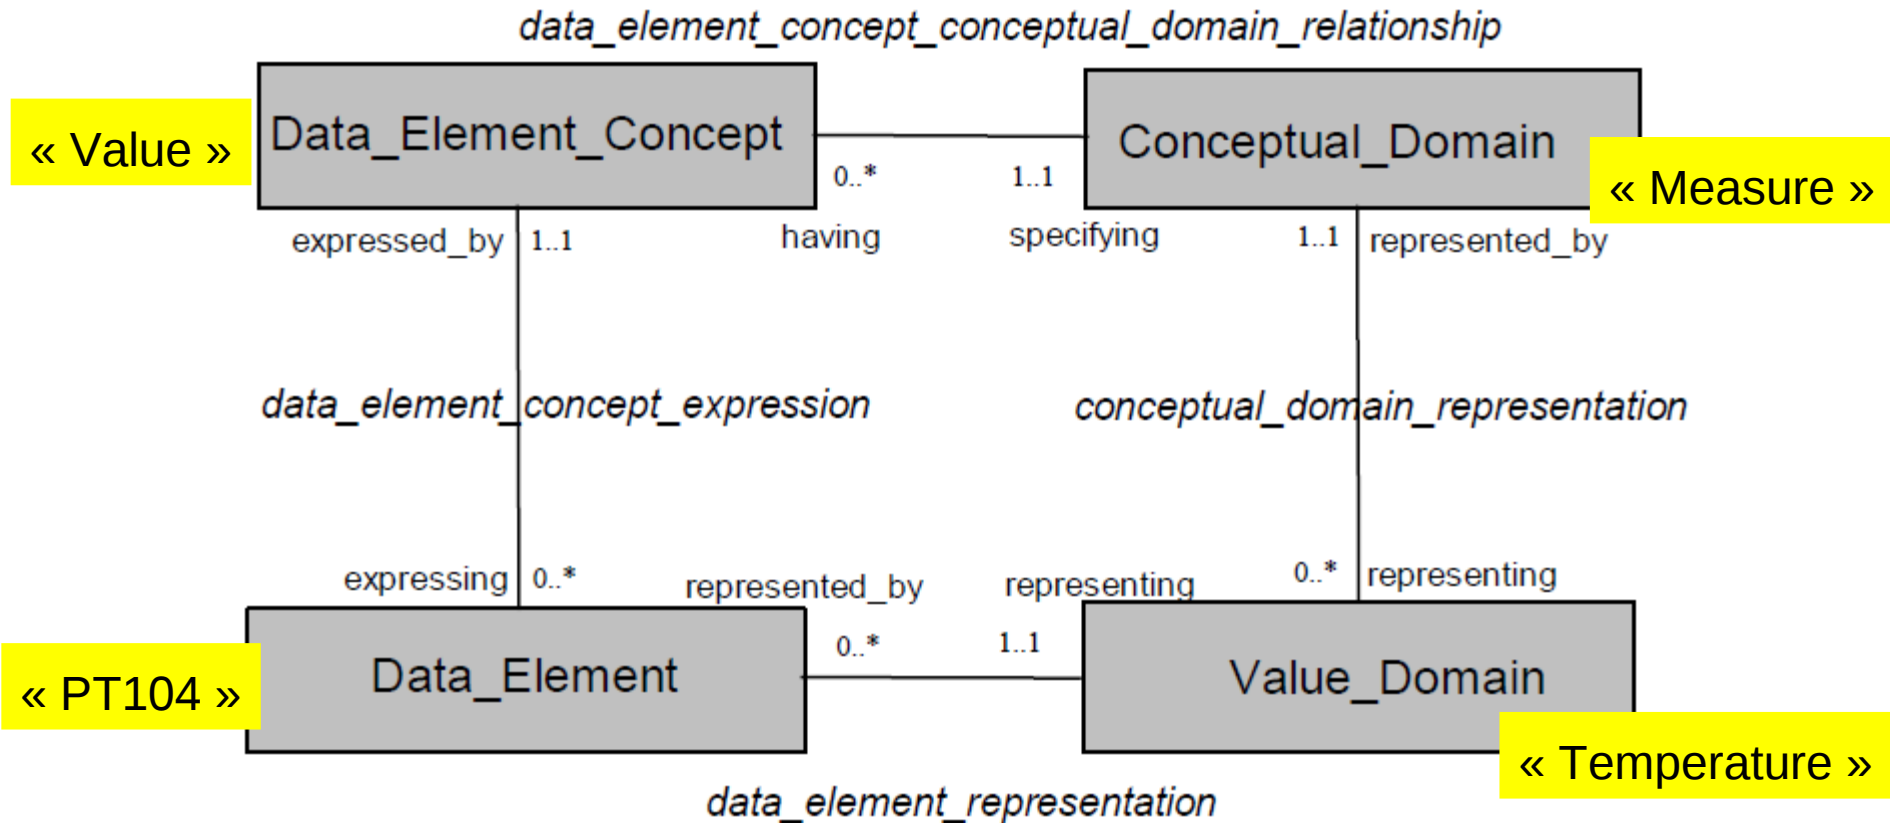 data_element_concept_conceptual_domain_relationship
« Value »
Data_Element_Concept
Conceptual_Domain
« Measure »
0..*
1..1
expressed_by
1..1
having
specifying
1..1
represented_by
data_element_concept_expression
conceptual_domain_representation
expressing
0..*
represented_by
representing
0..*
representing
0..*
1..1
« PT104 »
Data_Element
Value_Domain
« Temperature »
data_element_representation